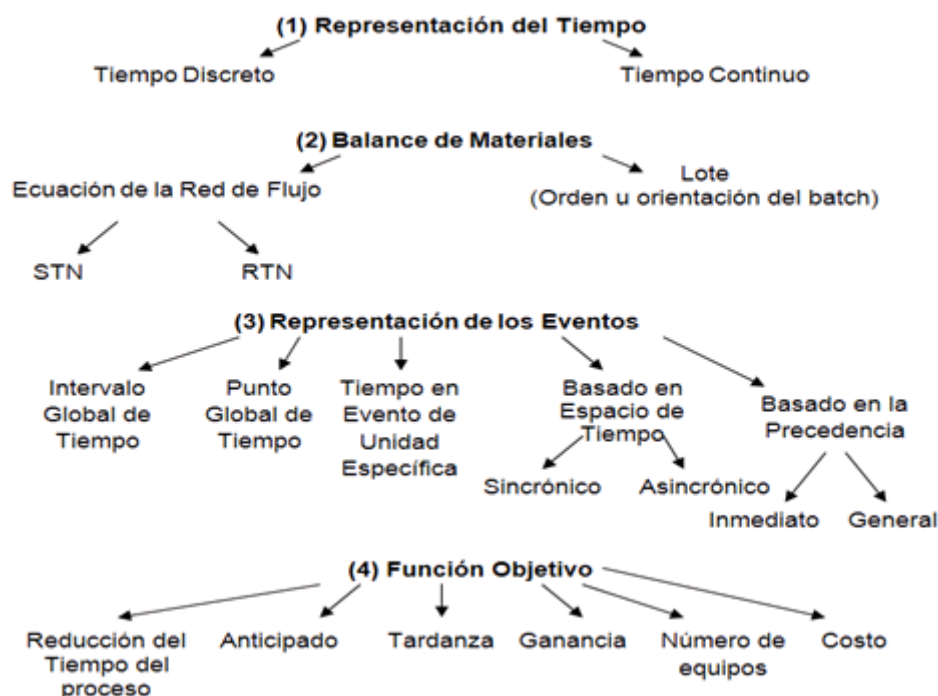 (1) Representación del Tiempo
Tiempo Discreto
Tiempo Continuo
(2) Balance de Materiales
Ecuación de la Red de Flujo
Lote
(Orden u orientación del batch)
STN
RTN
(3) Representación de los Eventos
Intervalo
Global de
Tiempo
Punto
Global de
Tiempo
Tiempo en
Evento de
Unidad
Específica
Basado en
Espacio de
Tiempo
Basado en la
Precedencia
Sincrónico
Asincrónico
Inmediato
General
(4) Función Objetivo
Reducción del
Tiempo del
proceso
Anticipado
Tardanza
Ganancia
Número de
equipos
Costo